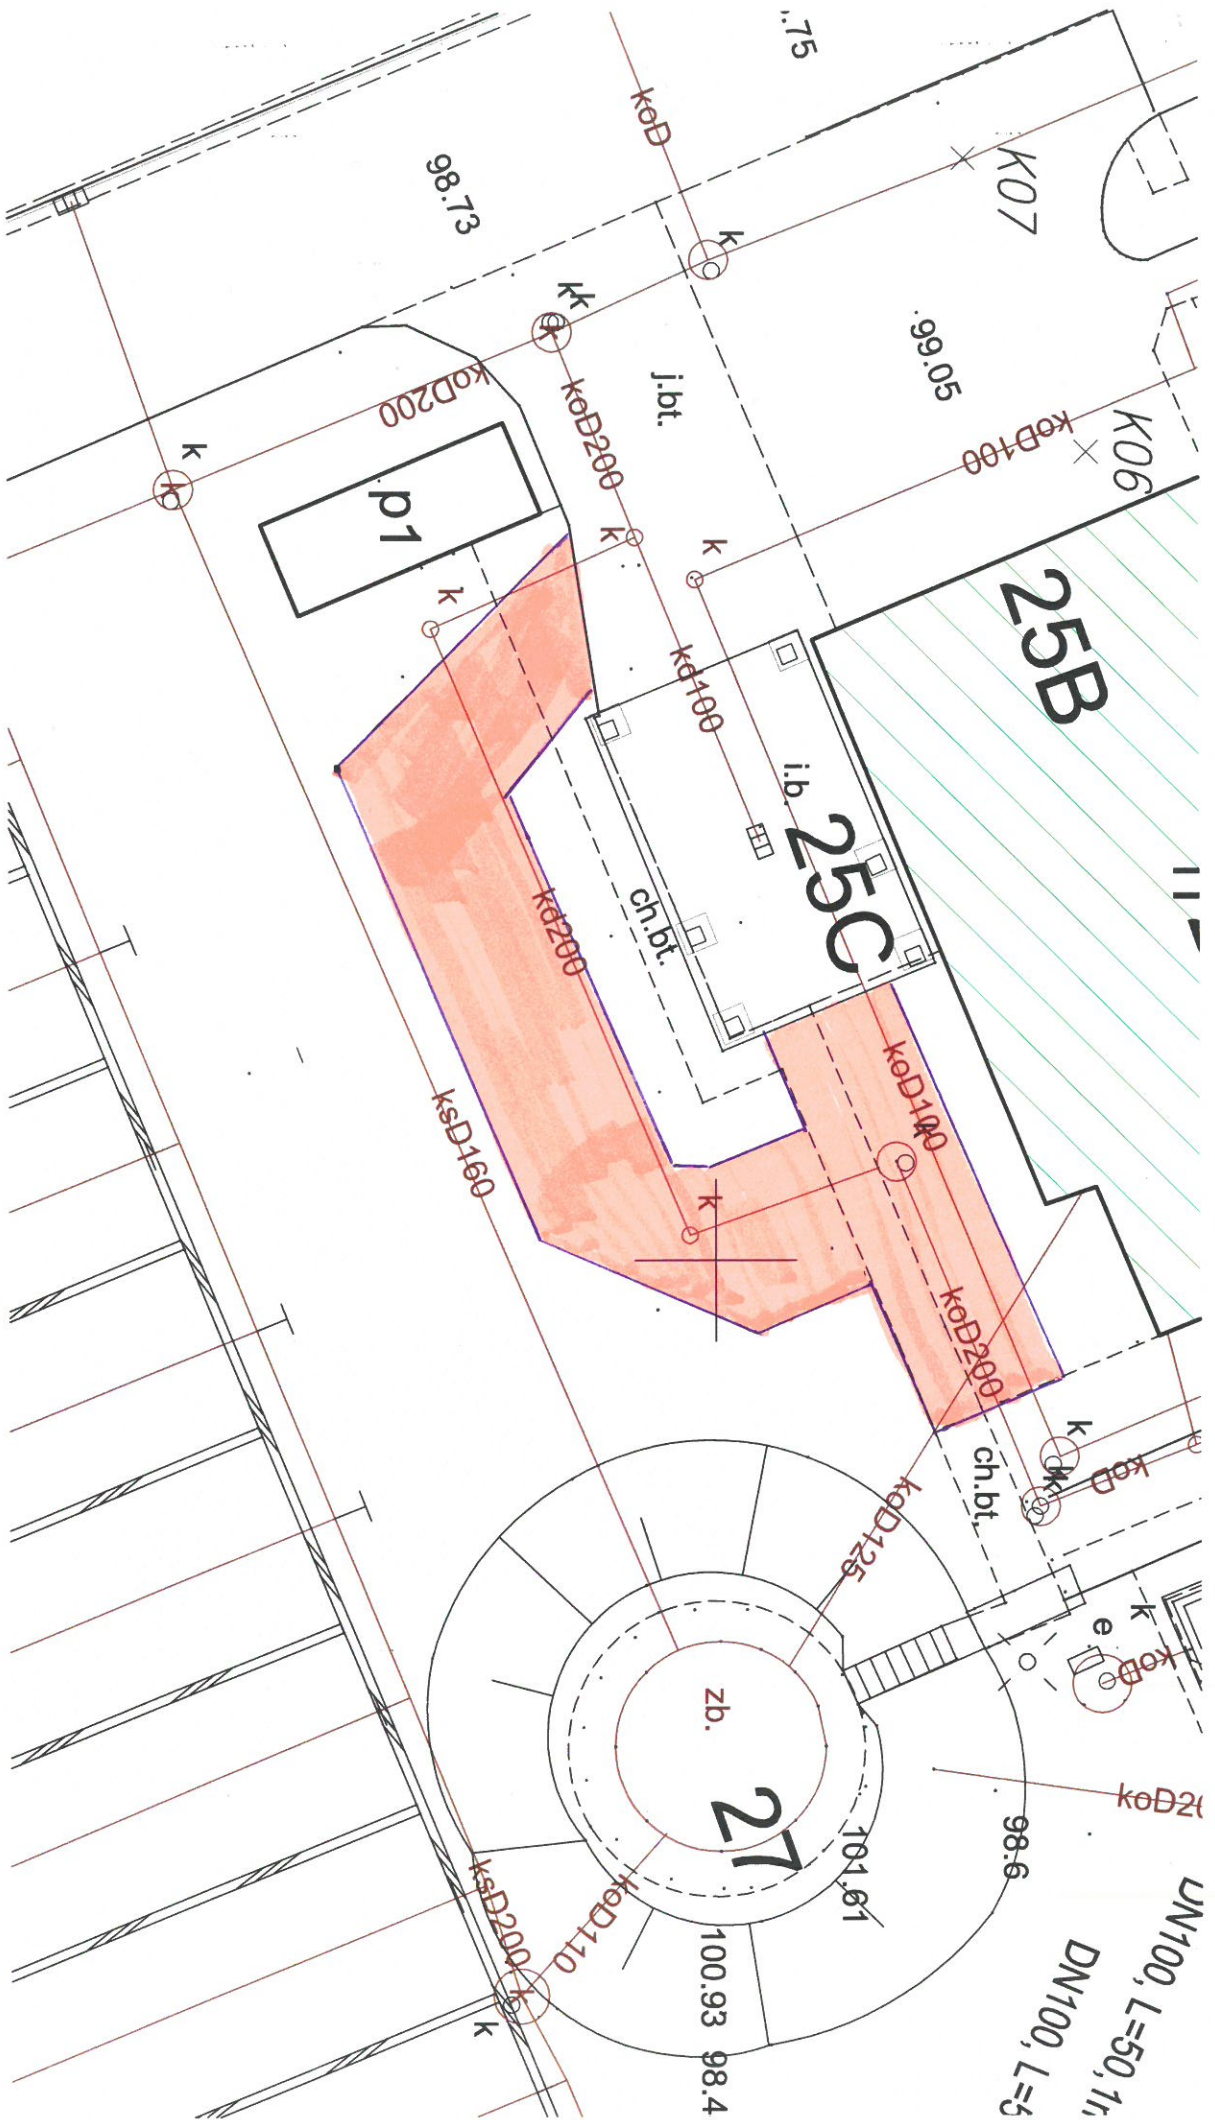 .75
koD
K07
98.73
k
kk
k
99.05
j.bt.
koD200
koD200
koD100
K06
k
k
p1
k
k
k
25B
kd100
i.b.
25C
ch.bt.
kd200
koD100
k
ksD160
k
koD200
k
ch.bt.
koD
k
koD125
k
e
koD
zb.
27
koD2
98.6
101.61
ksD200
koD110
k
k
100.93
98.4
DN100, L=50,1
DN100, L=5